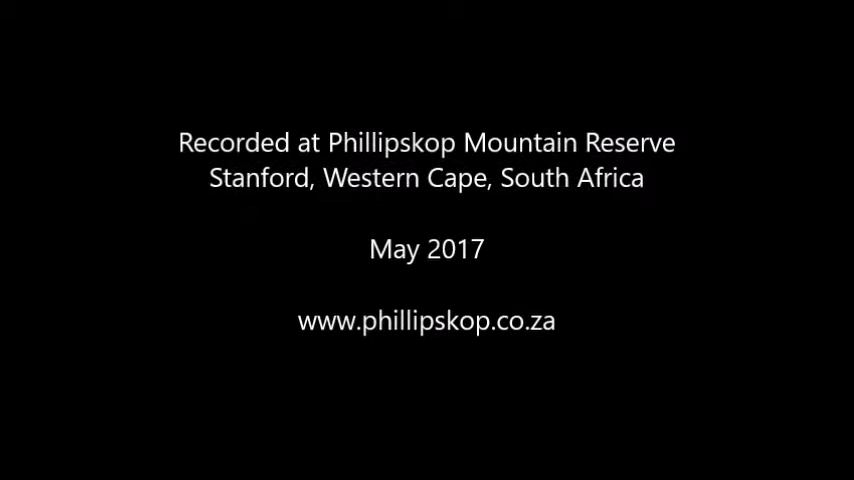 Recorded at Phillipskop Mountain Reserve
Stanford, Western Cape, South Africa
May 2017
www.phillipskop.co.za